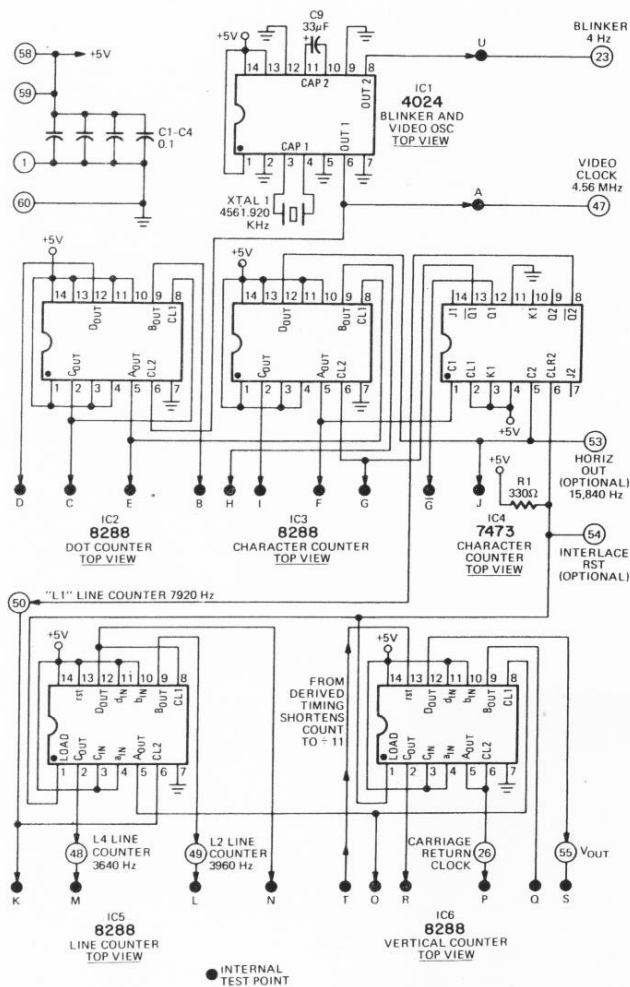 58
+5V
59
C1–C4
0.1
1
60
C9
33µF
+
+5V
14 13 12 11 10 9 8
CAP 2
OUT 2
CAP 1
OUT 1
1 2 3 4 5 6 7
IC1
4024
BLINKER AND
VIDEO OSC
TOP VIEW
U
BLINKER
4 Hz
23
XTAL 1
4561.920
KHz
A
VIDEO
CLOCK
4.56 MHz
47
+5V
14 13 12 11 10 9 8
DOUT
BOUT
CL1
COUT
AOUT
CL2
1 2 3 4 5 6 7
D C E B
IC2
8288
DOT COUNTER
TOP VIEW
+5V
14 13 12 11 10 9 8
DOUT
BOUT
CL1
COUT
AOUT
CL2
1 2 3 4 5 6 7
H I F G
IC3
8288
CHARACTER COUNTER
TOP VIEW
14 13 12 11 10 9 8
J1
Q1
Q1
K1
Q2
Q2
C1
CL1
K1
C2
CLR2
J2
1 2 3 4 5 6 7
+5V
G J
IC4
7473
CHARACTER
COUNTER
TOP VIEW
+5V
R1
330Ω
53
HORIZ
OUT
(OPTIONAL)
15,840 Hz
54
INTERLACE
RST
(OPTIONAL)
50
"L1" LINE COUNTER 7920 Hz
+5V
14 13 12 11 10 9 8
rst
DOUT
dIN
bIN
BOUT
CL1
LOAD
COUT
CIN
aIN
AOUT
CL2
1 2 3 4 5 6 7
L4 LINE
COUNTER
3640 Hz
48
L2 LINE
COUNTER
3960 Hz
49
K M L N
IC5
8288
LINE COUNTER
TOP VIEW
FROM
DERIVED
TIMING
SHORTENS
COUNT
TO ÷ 11
+5V
14 13 12 11 10 9 8
rst
DOUT
dIN
bIN
BOUT
CL1
LOAD
COUT
CIN
aIN
AOUT
CL2
1 2 3 4 5 6 7
CARRIAGE
RETURN
CLOCK
26
55
VOUT
T O R P Q S
IC6
8288
VERTICAL COUNTER
TOP VIEW
INTERNAL
TEST POINT